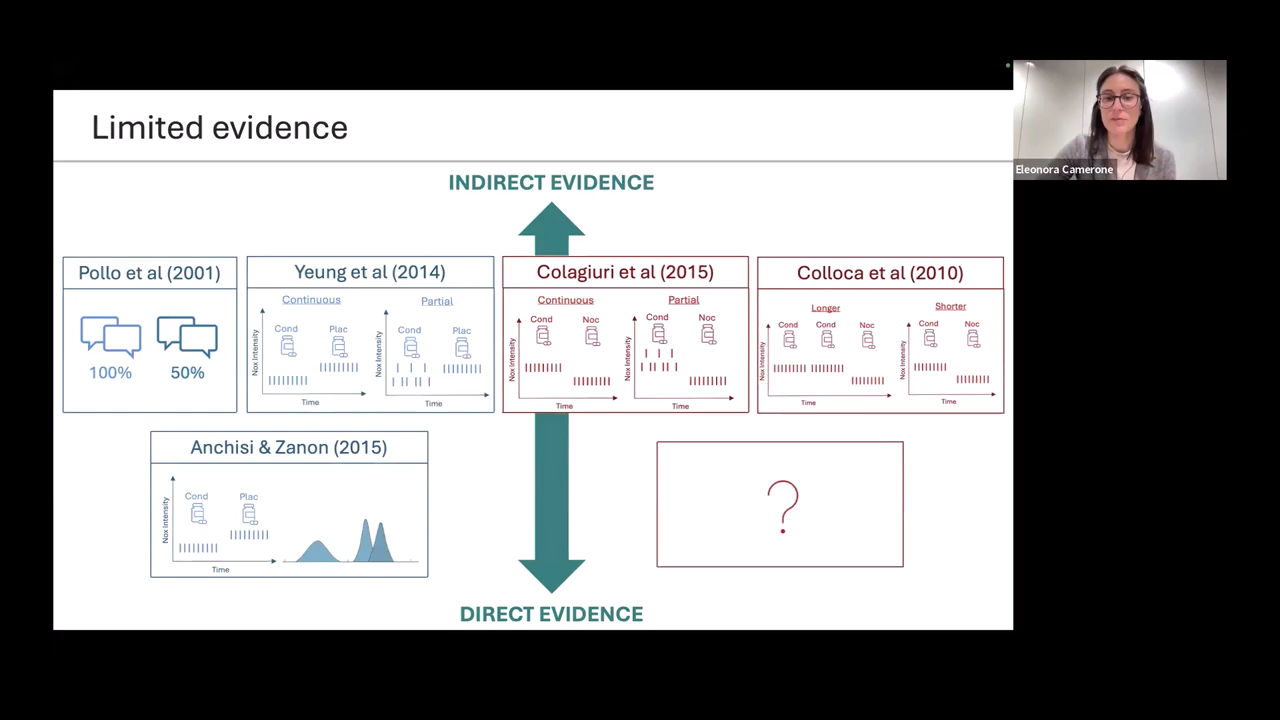 Limited evidence
Eleonora Camerone
INDIRECT EVIDENCE
Pollo et al (2001)
100%
50%
Yeung et al (2014)
Continuous
Partial
Cond
Plac
Cond
Plac
Nox Intensity
Nox Intensity
Time
Time
Colagiuri et al (2015)
Continuous
Partial
Cond
Noc
Cond
Noc
Nox Intensity
Nox Intensity
Time
Time
Colloca et al (2010)
Longer
Shorter
Cond
Cond
Noc
Cond
Noc
Nox Intensity
Nox Intensity
Time
Time
Anchisi & Zanon (2015)
Cond
Plac
Nox Intensity
Time
?
DIRECT EVIDENCE